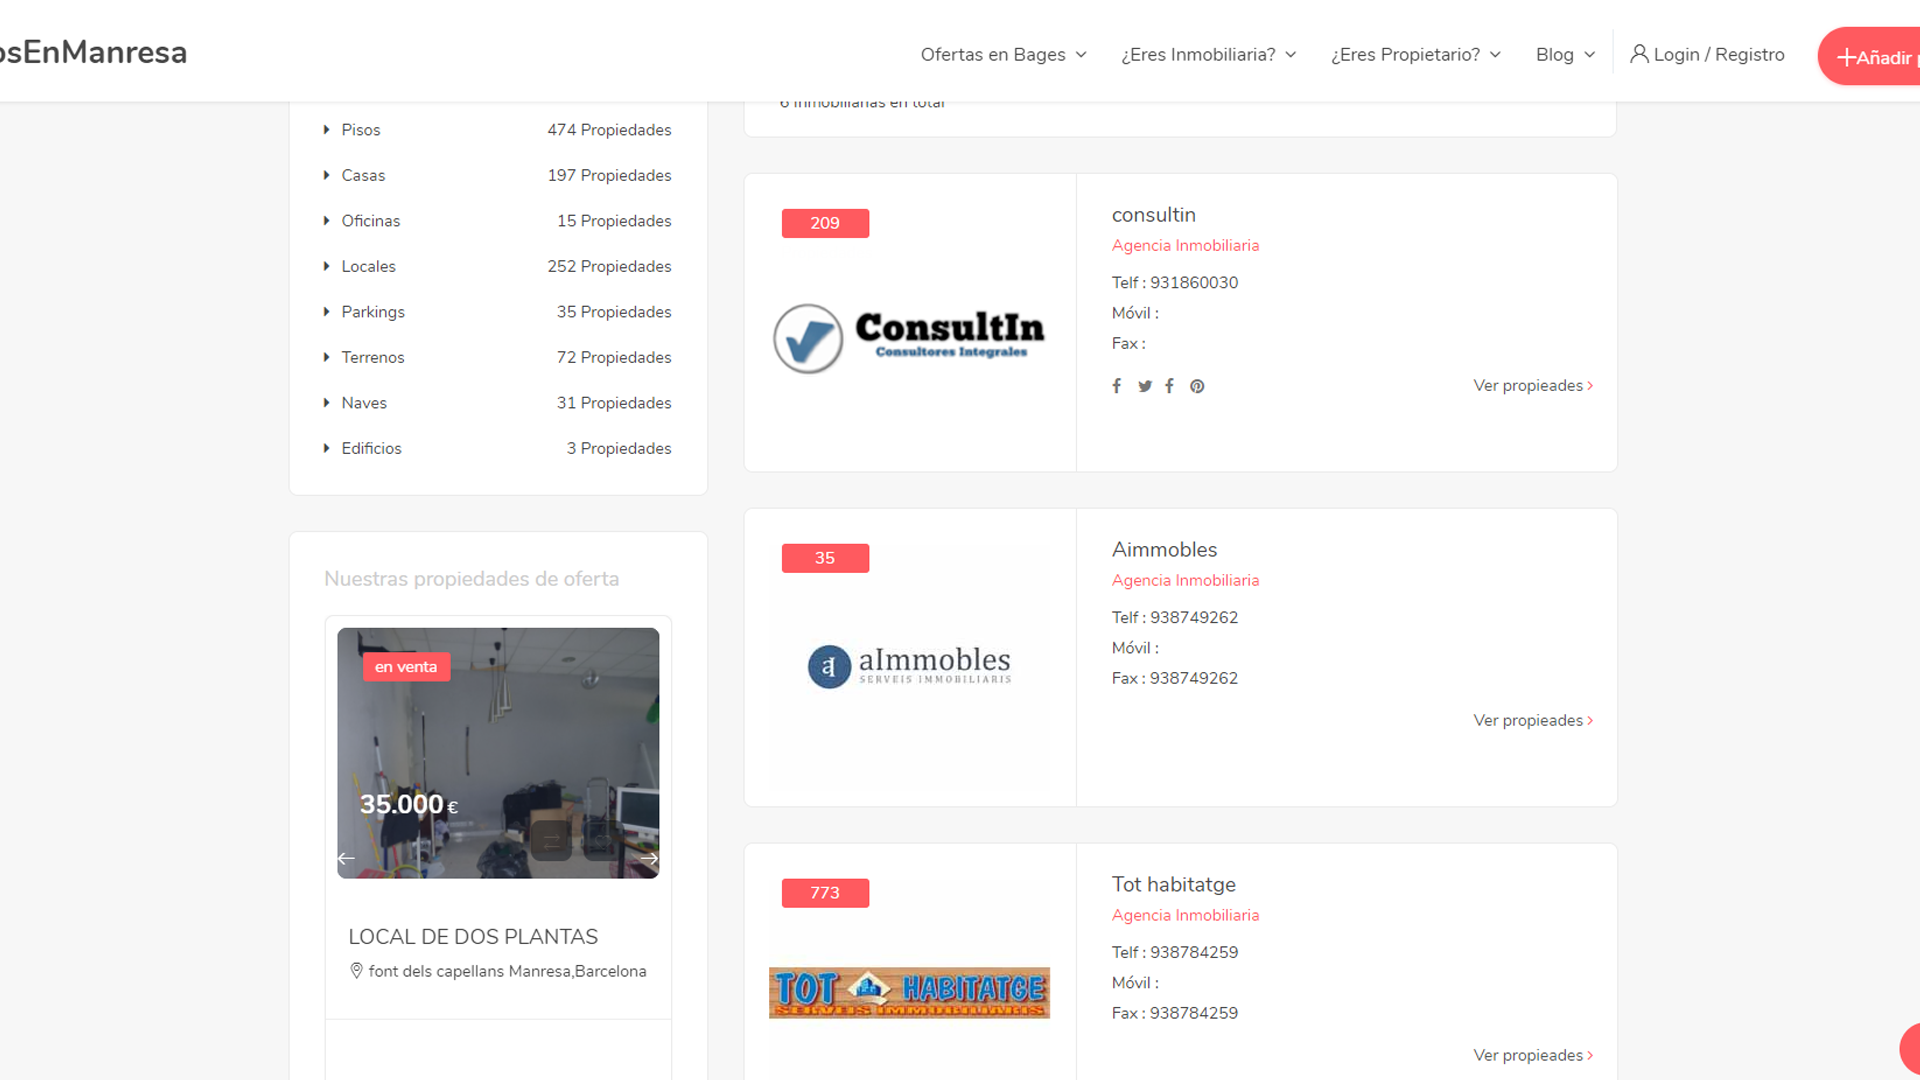 osEnManresa
Ofertas en Bages
¿Eres Inmobiliaria?
¿Eres Propietario?
Blog
Login / Registro
Añadir
6 Inmobiliarias en total
Pisos 474 Propiedades
Casas 197 Propiedades
Oficinas 15 Propiedades
Locales 252 Propiedades
Parkings 35 Propiedades
Terrenos 72 Propiedades
Naves 31 Propiedades
Edificios 3 Propiedades
Nuestras propiedades de oferta
en venta
35.000 €
LOCAL DE DOS PLANTAS
font dels capellans Manresa,Barcelona
209
ConsultIn
Consultores Integrales
consultin
Agencia Inmobiliaria
Telf : 931860030
Móvil :
Fax :
Ver propieades
35
aImmobles
SERVEIS IMMOBILIARIS
Aimmobles
Agencia Inmobiliaria
Telf : 938749262
Móvil :
Fax : 938749262
Ver propieades
773
TOT HABITATGE
SERVEIS IMMOBILIARIS
Tot habitatge
Agencia Inmobiliaria
Telf : 938784259
Móvil :
Fax : 938784259
Ver propieades